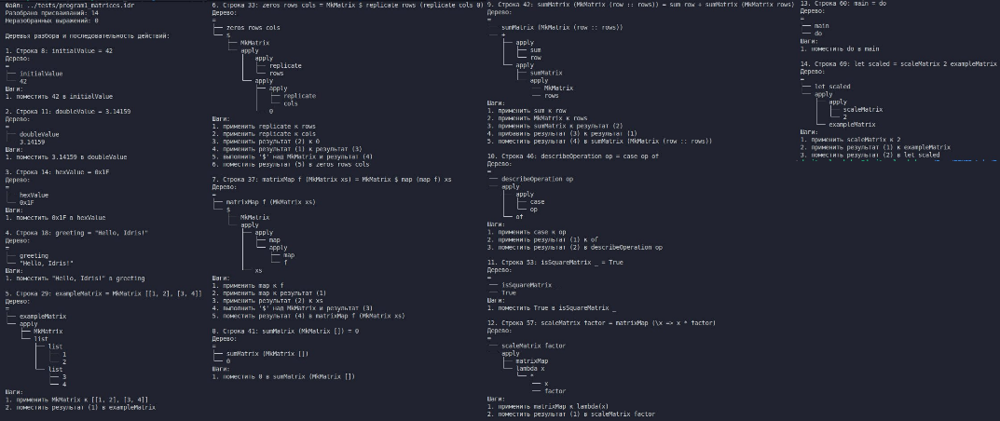 Файл: ../tests/program1_matrices.idr
Разобрано присваиваний: 14
Неразобранных выражений: 0
Деревья разбора и последовательность действий:
1. Строка 8: initialValue = 42
Дерево:
=
├── initialValue
└── 42
Шаги:
1. поместить 42 в initialValue
2. Строка 11: doubleValue = 3.14159
Дерево:
=
├── doubleValue
└── 3.14159
Шаги:
1. поместить 3.14159 в doubleValue
3. Строка 14: hexValue = 0x1F
Дерево:
=
├── hexValue
└── 0x1F
Шаги:
1. поместить 0x1F в hexValue
4. Строка 18: greeting = "Hello, Idris!"
Дерево:
=
├── greeting
└── "Hello, Idris!"
Шаги:
1. поместить "Hello, Idris!" в greeting
5. Строка 29: exampleMatrix = MkMatrix [[1, 2], [3, 4]]
Дерево:
=
├── exampleMatrix
└── apply
    ├── MkMatrix
    └── list
        ├── list
        │   ├── 1
        │   └── 2
        └── list
            ├── 3
            └── 4
Шаги:
1. применить MkMatrix к [[1, 2], [3, 4]]
2. поместить результат (1) в exampleMatrix
6. Строка 33: zeros rows cols = MkMatrix $ replicate rows (replicate cols 0)
Дерево:
=
├── zeros rows cols
└── $
    ├── MkMatrix
    └── apply
        ├── apply
        │   ├── replicate
        │   └── rows
        └── apply
            ├── apply
            │   ├── replicate
            │   └── cols
            └── 0
Шаги:
1. применить replicate к rows
2. применить replicate к cols
3. применить результат (2) к 0
4. применить результат (1) к результат (3)
5. выполнить '$' над MkMatrix и результат (4)
6. поместить результат (5) в zeros rows cols
7. Строка 37: matrixMap f (MkMatrix xs) = MkMatrix $ map (map f) xs
Дерево:
=
├── matrixMap f (MkMatrix xs)
└── $
    ├── MkMatrix
    └── apply
        ├── apply
        │   ├── map
        │   └── apply
        │       ├── map
        │       └── f
        └── xs
Шаги:
1. применить map к f
2. применить map к результат (1)
3. применить результат (2) к xs
4. выполнить '$' над MkMatrix и результат (3)
5. поместить результат (4) в matrixMap f (MkMatrix xs)
8. Строка 41: sumMatrix (MkMatrix []) = 0
Дерево:
=
├── sumMatrix (MkMatrix [])
└── 0
Шаги:
1. поместить 0 в sumMatrix (MkMatrix [])
9. Строка 42: sumMatrix (MkMatrix (row :: rows)) = sum row + sumMatrix (MkMatrix rows)
Дерево:
=
├── sumMatrix (MkMatrix (row :: rows))
└── +
    ├── apply
    │   ├── sum
    │   └── row
    └── apply
        ├── sumMatrix
        └── apply
            ├── MkMatrix
            └── rows
Шаги:
1. применить sum к row
2. применить MkMatrix к rows
3. применить sumMatrix к результат (2)
4. прибавить результат (3) к результат (1)
5. поместить результат (4) в sumMatrix (MkMatrix (row :: rows))
10. Строка 46: describeOperation op = case op of
Дерево:
=
├── describeOperation op
└── apply
    ├── apply
    │   ├── case
    │   └── op
    └── of
Шаги:
1. применить case к op
2. применить результат (1) к of
3. поместить результат (2) в describeOperation op
11. Строка 53: isSquareMatrix _ = True
Дерево:
=
├── isSquareMatrix _
└── True
Шаги:
1. поместить True в isSquareMatrix _
12. Строка 57: scaleMatrix factor = matrixMap (\x => x * factor)
Дерево:
=
├── scaleMatrix factor
└── apply
    ├── matrixMap
    └── lambda x
        └── *
            ├── x
            └── factor
Шаги:
1. применить matrixMap к lambda(x)
2. поместить результат (1) в scaleMatrix factor
13. Строка 60: main = do
Дерево:
=
├── main
└── do
Шаги:
1. поместить do в main
14. Строка 69: let scaled = scaleMatrix 2 exampleMatrix
Дерево:
=
├── let scaled
└── apply
    ├── apply
    │   ├── scaleMatrix
    │   └── 2
    └── exampleMatrix
Шаги:
1. применить scaleMatrix к 2
2. применить результат (1) к exampleMatrix
3. поместить результат (2) в let scaled